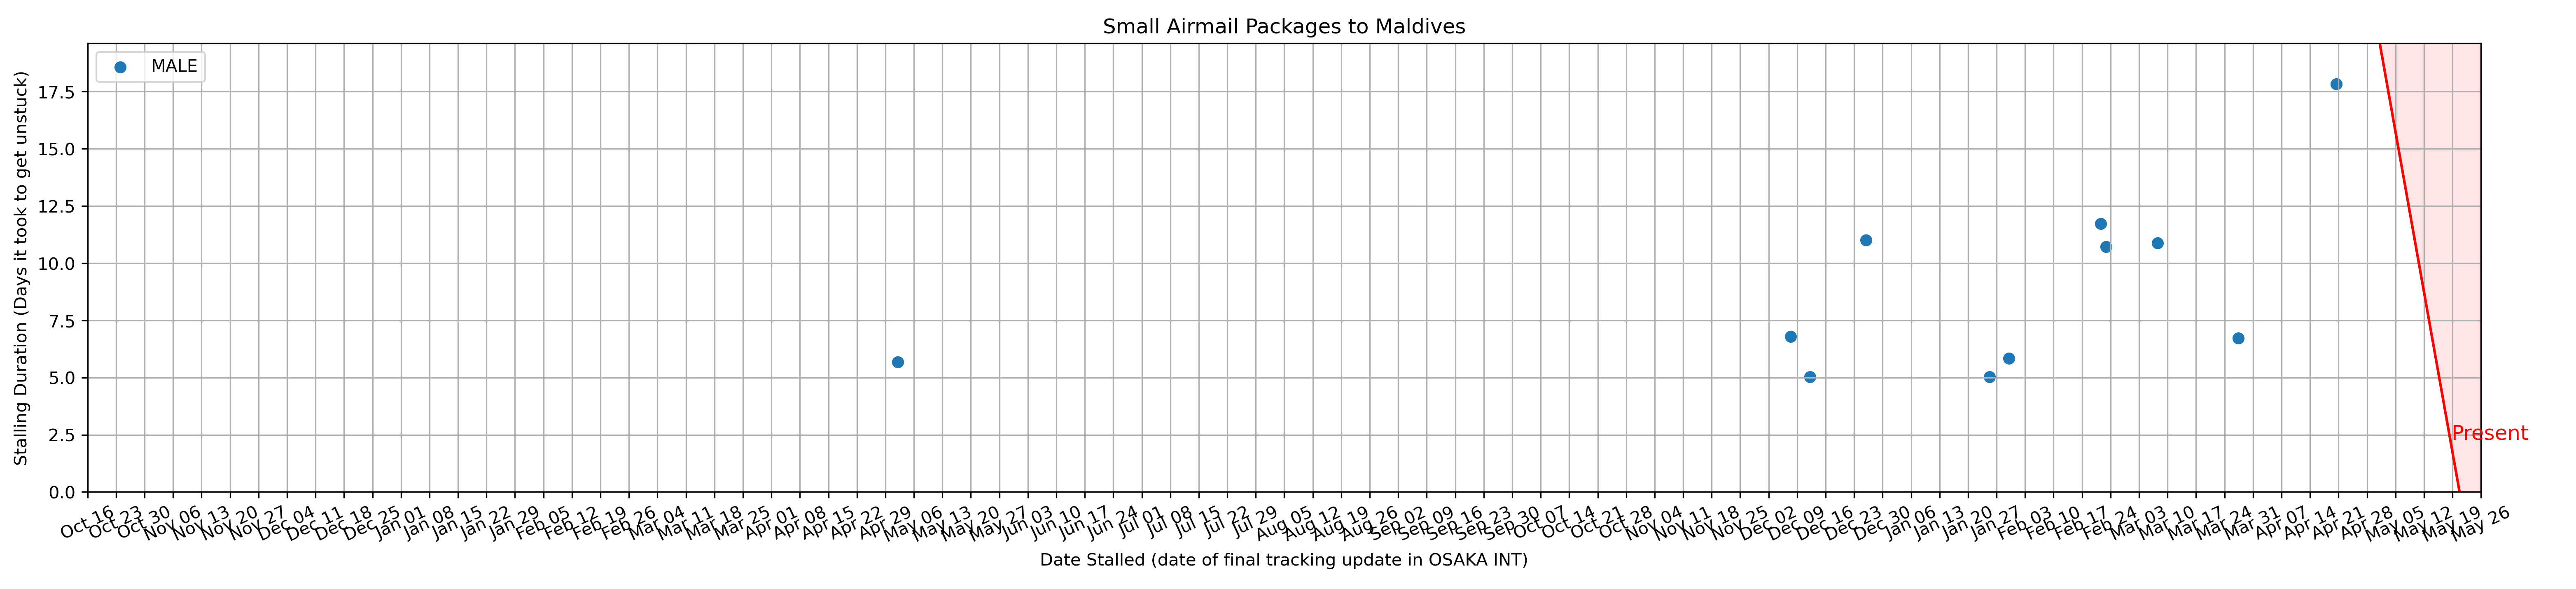 Small Airmail Packages to Maldives
MALE
Stalling Duration (Days it took to get unstuck)
17.5
15.0
12.5
10.0
7.5
5.0
2.5
0.0
Present
Oct 16
Oct 23
Oct 30
Nov 06
Nov 13
Nov 20
Nov 27
Dec 04
Dec 11
Dec 18
Dec 25
Jan 01
Jan 08
Jan 15
Jan 22
Jan 29
Feb 05
Feb 12
Feb 19
Feb 26
Mar 04
Mar 11
Mar 18
Mar 25
Apr 01
Apr 08
Apr 15
Apr 22
Apr 29
May 06
May 13
May 20
May 27
Jun 03
Jun 10
Jun 17
Jun 24
Jul 01
Jul 08
Jul 15
Jul 22
Jul 29
Aug 05
Aug 12
Aug 19
Aug 26
Sep 02
Sep 09
Sep 16
Sep 23
Sep 30
Oct 07
Oct 14
Oct 21
Oct 28
Nov 04
Nov 11
Nov 18
Nov 25
Dec 02
Dec 09
Dec 16
Dec 23
Dec 30
Jan 06
Jan 13
Jan 20
Jan 27
Feb 03
Feb 10
Feb 17
Feb 24
Mar 03
Mar 10
Mar 17
Mar 24
Mar 31
Apr 07
Apr 14
Apr 21
Apr 28
May 05
May 12
May 19
May 26
Date Stalled (date of final tracking update in OSAKA INT)